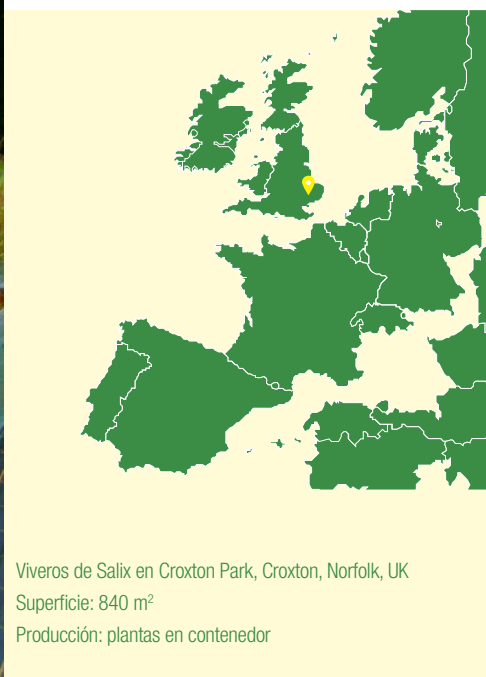 Viveros de Salix en Croxton Park, Croxton, Norfolk, UK
Superficie: 840 m²
Producción: plantas en contenedor